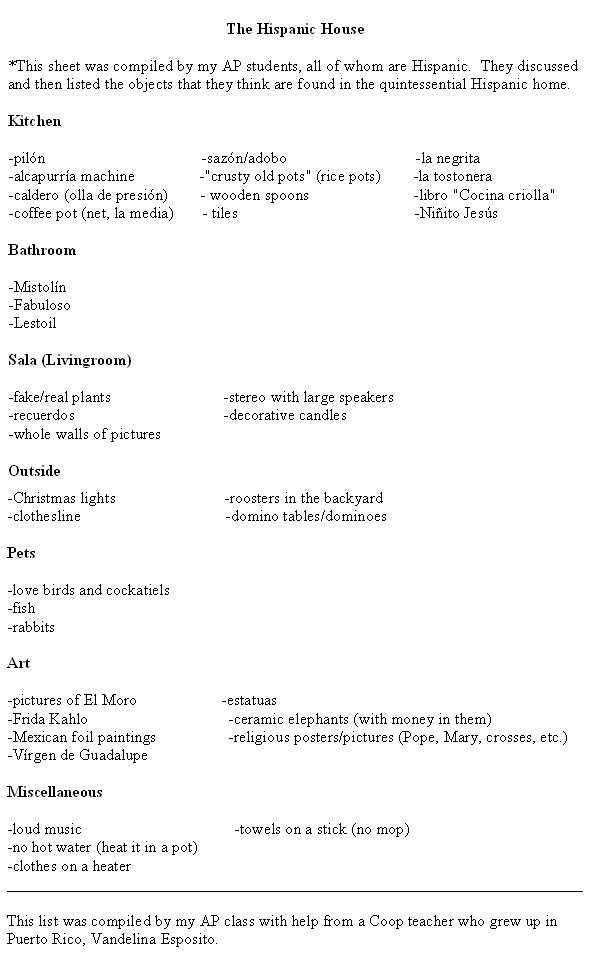 The Hispanic House
*This sheet was compiled by my AP students, all of whom are Hispanic.  They discussed
and then listed the objects that they think are found in the quintessential Hispanic home.
Kitchen
-pilón -sazón/adobo -la negrita
-alcapurría machine -"crusty old pots" (rice pots) -la tostonera
-caldero (olla de presión) - wooden spoons -libro "Cocina criolla"
-coffee pot (net, la media) - tiles -Niñito Jesús
Bathroom
-Mistolín
-Fabuloso
-Lestoil
Sala (Livingroom)
-fake/real plants -stereo with large speakers
-recuerdos -decorative candles
-whole walls of pictures
Outside
-Christmas lights -roosters in the backyard
-clothesline -domino tables/dominoes
Pets
-love birds and cockatiels
-fish
-rabbits
Art
-pictures of El Moro -estatuas
-Frida Kahlo -ceramic elephants (with money in them)
-Mexican foil paintings -religious posters/pictures (Pope, Mary, crosses, etc.)
-Vírgen de Guadalupe
Miscellaneous
-loud music -towels on a stick (no mop)
-no hot water (heat it in a pot)
-clothes on a heater
This list was compiled by my AP class with help from a Coop teacher who grew up in
Puerto Rico, Vandelina Esposito.